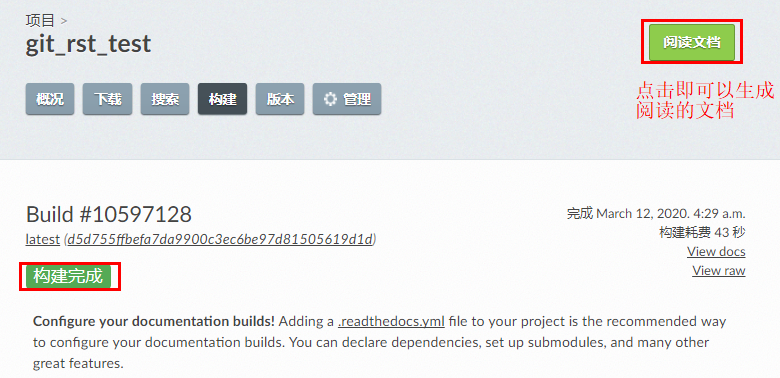 项目 >
git_rst_test
阅读文档
点击即可以生成
阅读的文档
概况 下载 搜索 构建 版本 管理
Build #10597128
latest (d5d755ffbefa7da9900c3ec6be97d81505619d1d)
构建完成
完成 March 12, 2020. 4:29 a.m.
构建耗费 43 秒
View docs
View raw
Configure your documentation builds! Adding a .readthedocs.yml file to your project is the recommended way
to configure your documentation builds. You can declare dependencies, set up submodules, and many other
great features.